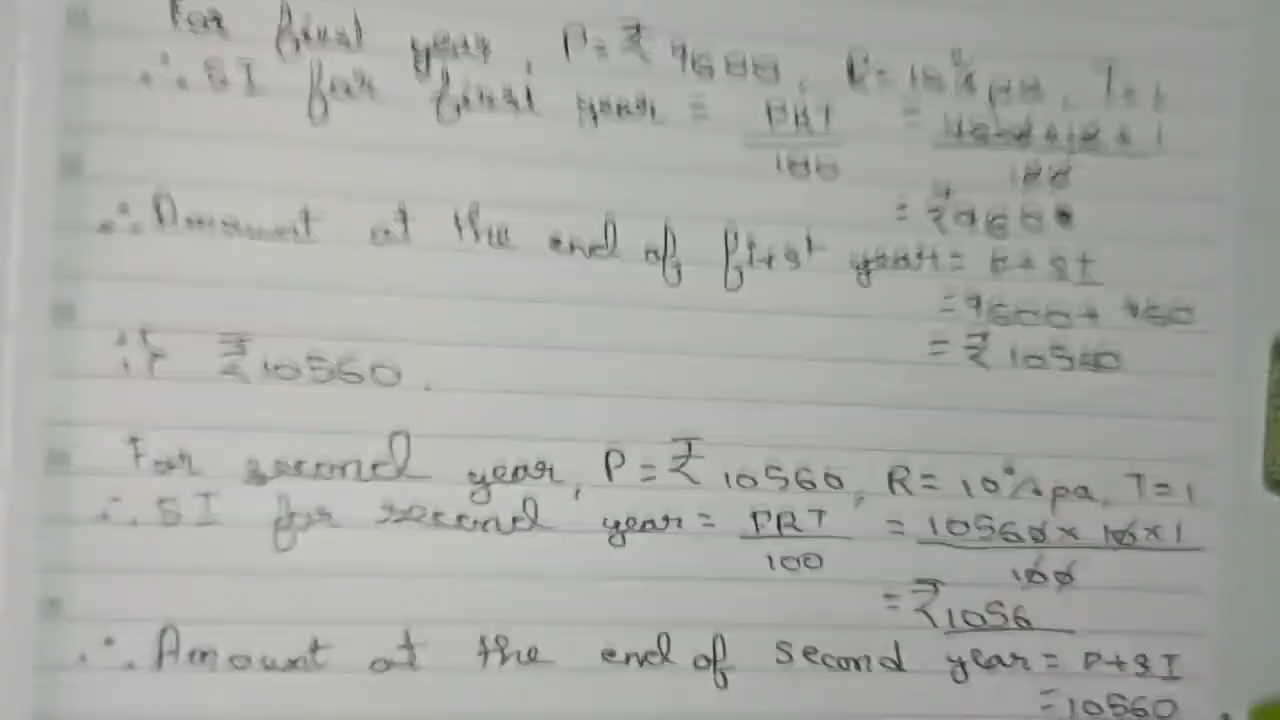 For first year, P = ₹ 9600, R = 10% pa, T = 1
∴ SI for first year = PRT/100 =
= ₹ 960
∴ Amount at the end of first year = P + SI
= 9600 + 960
= ₹ 10560
₹ 10560.
For second year, P = ₹ 10560, R = 10% pa, T = 1
∴ SI for second year = PRT/100 = 10560 × 10 × 1/100
= ₹ 1056
∴ Amount at the end of second year = P + SI
= 10560